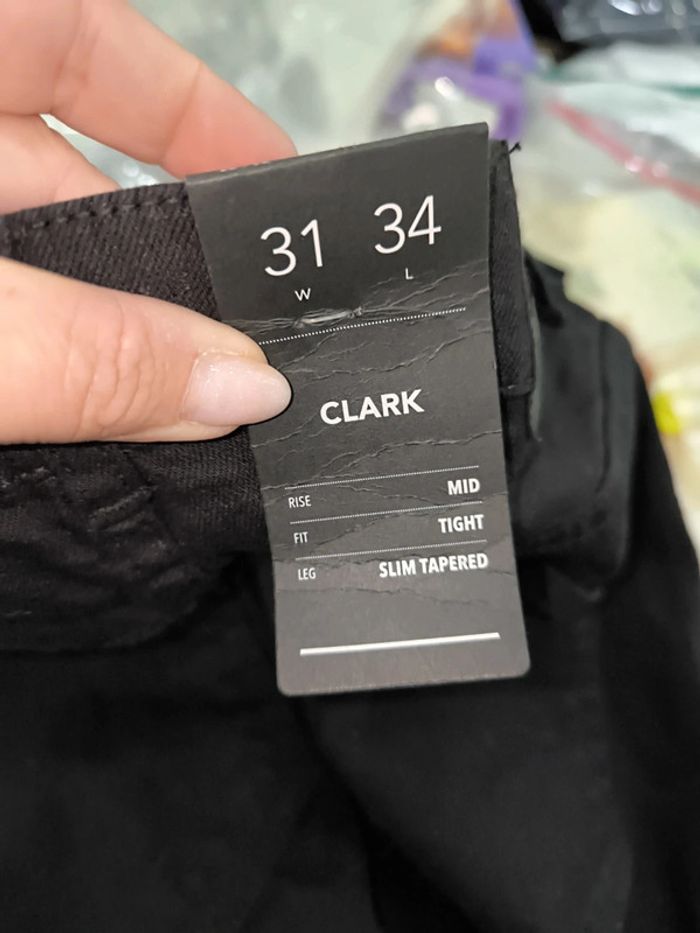 31 34
W L
CLARK
RISE MID
FIT TIGHT
LEG SLIM TAPERED